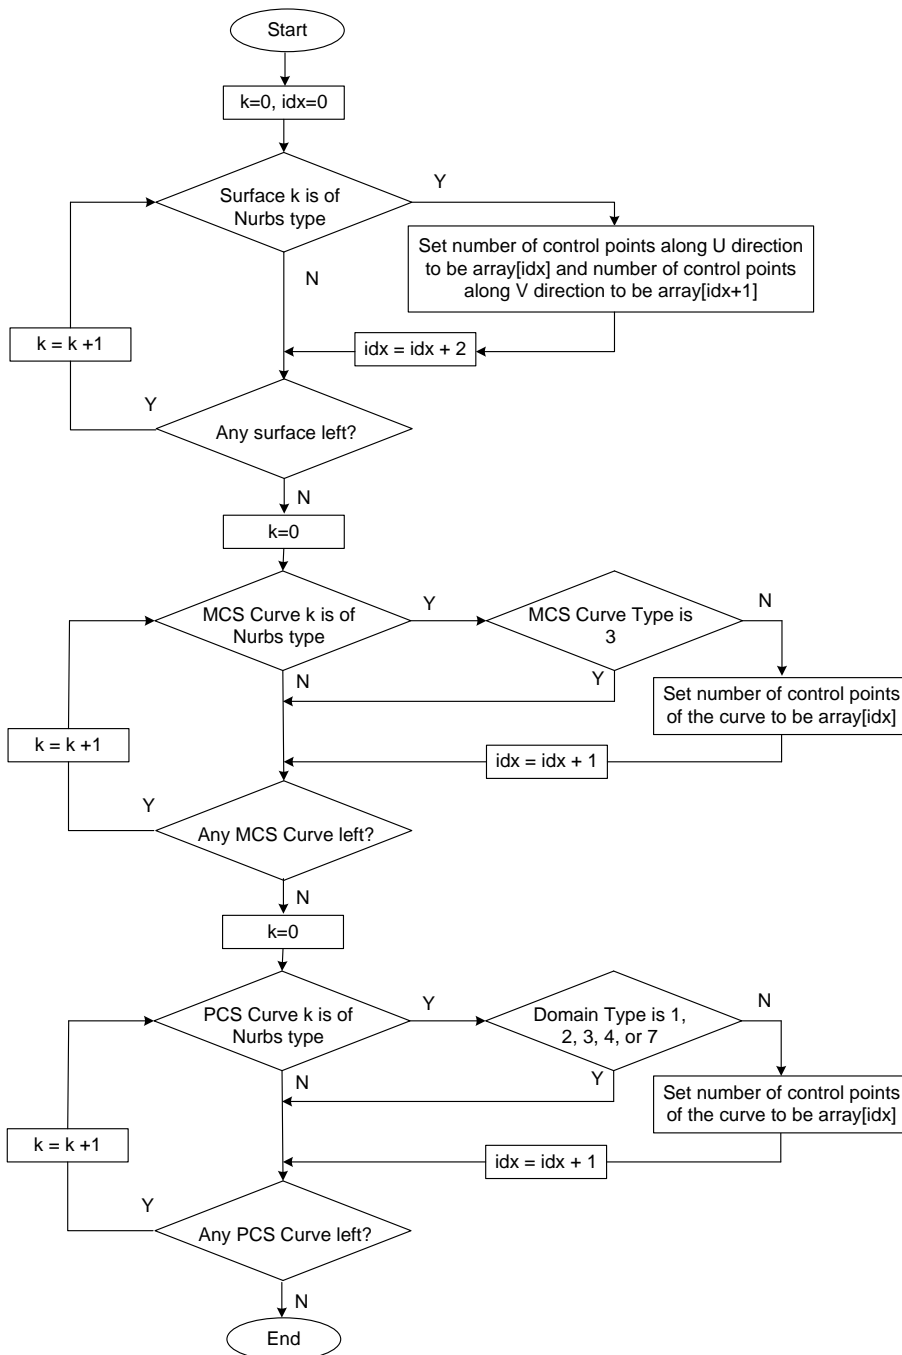 Start
k=0, idx=0
Surface k is of
Nurbs type
Y
Set number of control points along U direction
to be array[idx] and number of control points
along V direction to be array[idx+1]
N
k = k +1
idx = idx + 2
Y
Any surface left?
N
k=0
MCS Curve k is of
Nurbs type
Y
MCS Curve Type is
3
N
N
Y
Set number of control points
of the curve to be array[idx]
k = k +1
idx = idx + 1
Y
Any MCS Curve left?
N
k=0
PCS Curve k is of
Nurbs type
Y
Domain Type is 1,
2, 3, 4, or 7
N
N
Y
Set number of control points
of the curve to be array[idx]
k = k +1
idx = idx + 1
Y
Any PCS Curve left?
N
End